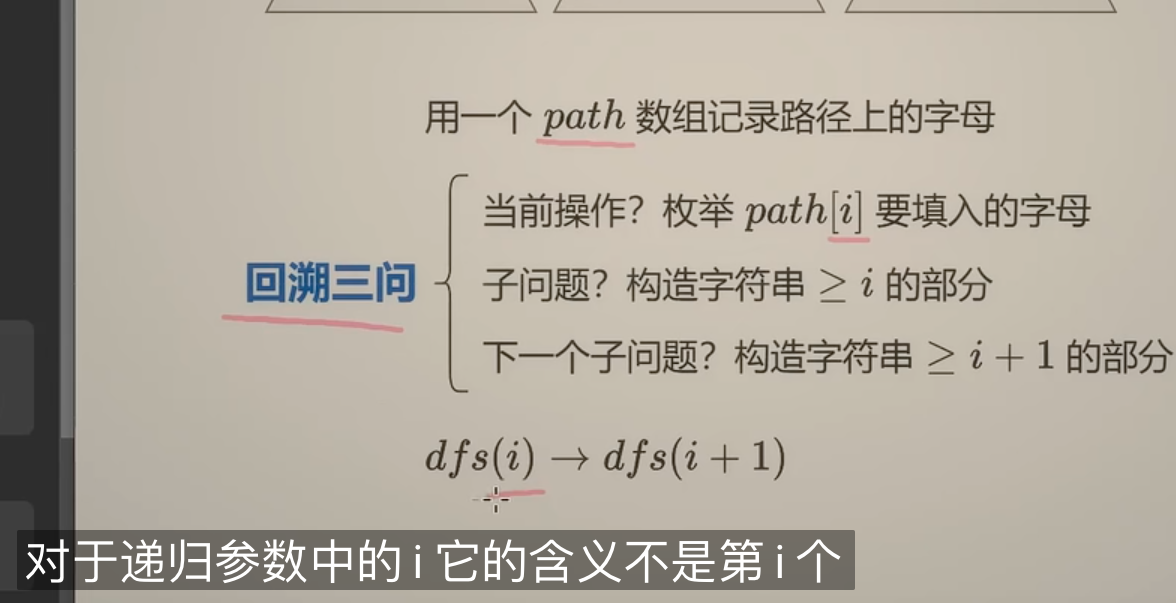 用一个 path 数组记录路径上的字母
当前操作？枚举 path[i] 要填入的字母
回溯三问
子问题？构造字符串 ≥ i 的部分
下一个子问题？构造字符串 ≥ i + 1 的部分
dfs(i) → dfs(i + 1)
对于递归参数中的i它的含义不是第i个